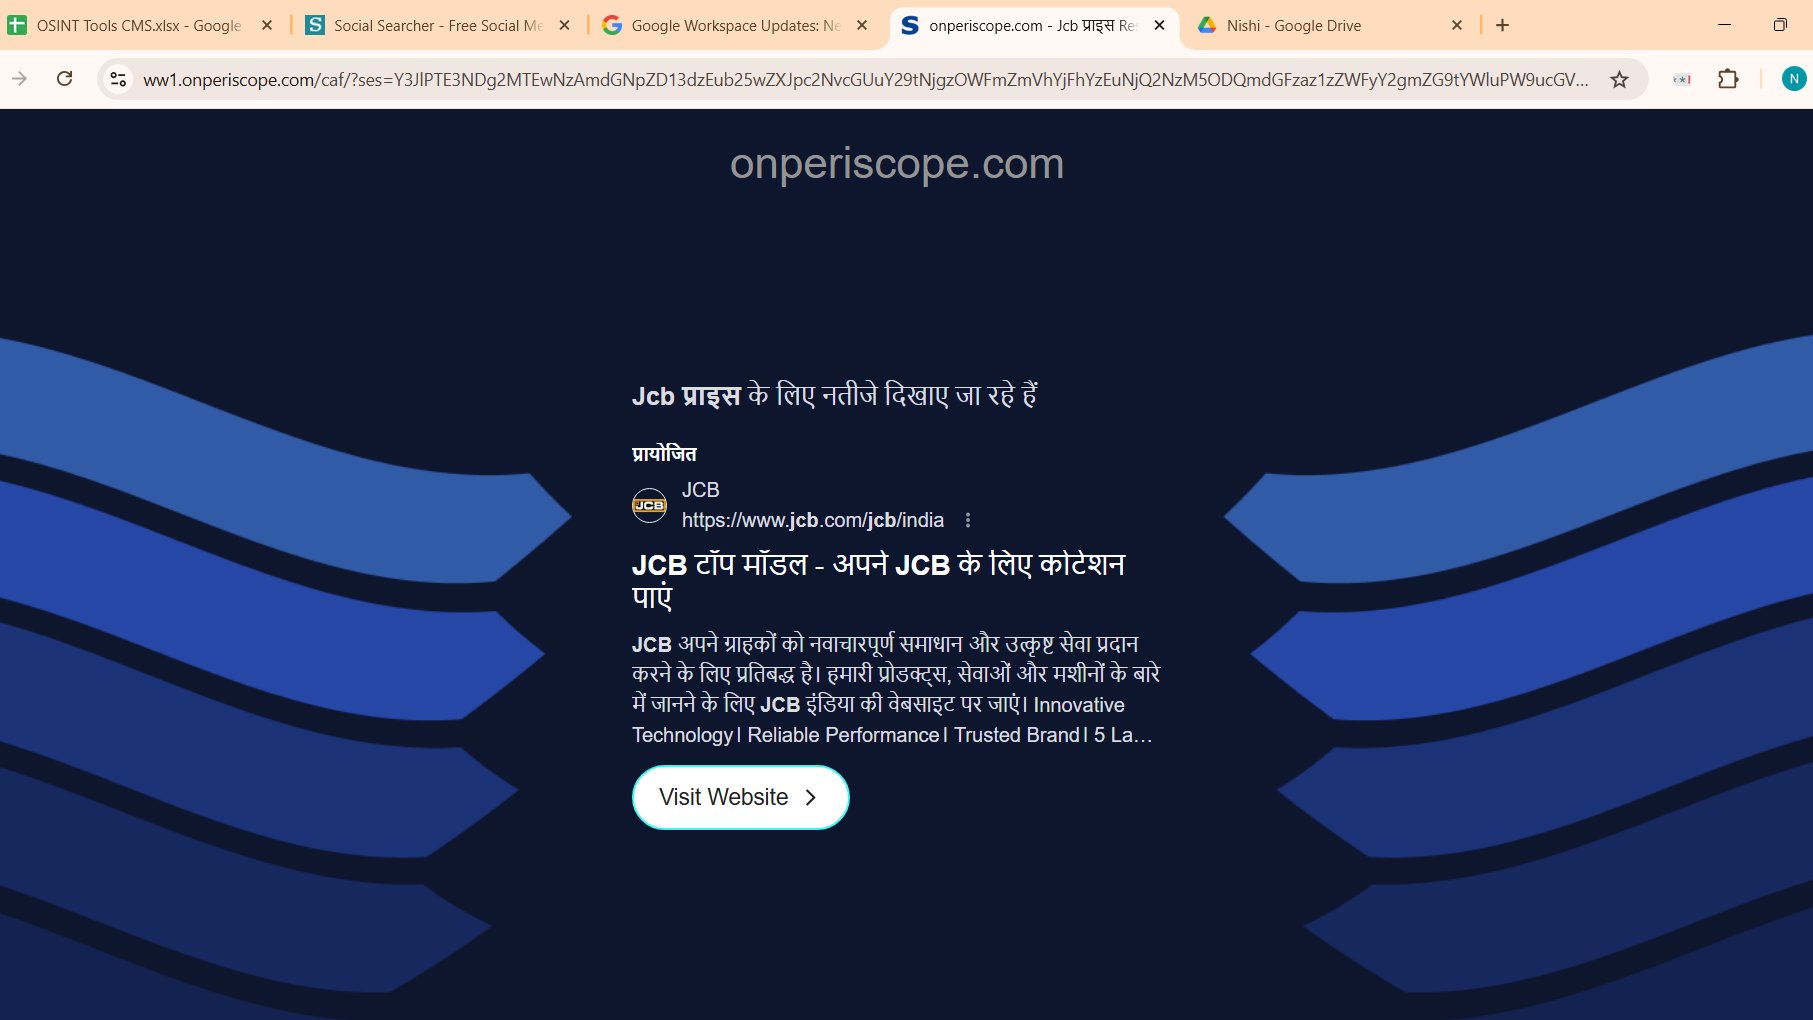 OSINT Tools CMS.xlsx - Google
Social Searcher - Free Social Me
Google Workspace Updates: Ne
onperiscope.com - Jcb प्राइस Re
Nishi - Google Drive
ww1.onperiscope.com/caf/?ses=Y3JlPTE3NDg2MTEwNzAmdGNpZD13dzEub25wZXJpc2NvcGUuY29tNjgzOWFmZmVhYjFhYzEuNjQ2NzM5ODQmdGFzaz1zZWFyY2gmZG9tYWluPW9ucGV...
N
onperiscope.com
Jcb प्राइस के लिए नतीजे दिखाए जा रहे हैं
प्रायोजित
JCB
JCB
https://www.jcb.com/jcb/india
JCB टॉप मॉडल - अपने JCB के लिए कोटेशन
पाएं
JCB अपने ग्राहकों को नवाचारपूर्ण समाधान और उत्कृष्ट सेवा प्रदान
करने के लिए प्रतिबद्ध है। हमारी प्रोडक्ट्स, सेवाओं और मशीनों के बारे
में जानने के लिए JCB इंडिया की वेबसाइट पर जाएं। Innovative
Technology। Reliable Performance। Trusted Brand। 5 La...
Visit Website